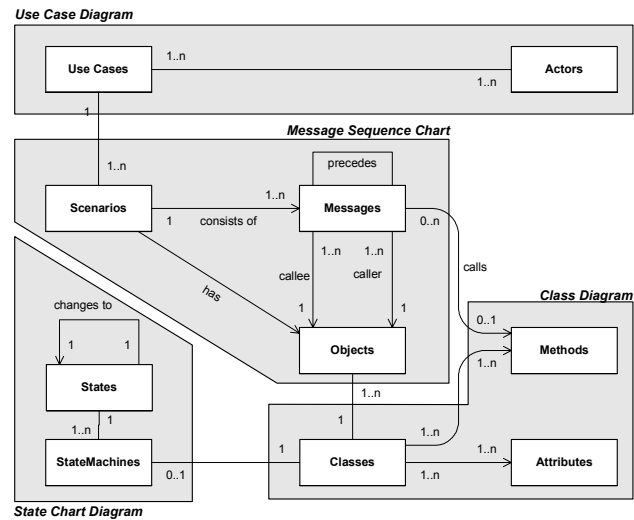 Use Case Diagram
Use Cases
1..n
1..n
Actors
1
1..n
Message Sequence Chart
precedes
Scenarios
1
consists of
1..n
Messages
0..n
1..n
1..n
callee
caller
calls
has
1
1
Objects
Class Diagram
0..1
Methods
1..n
changes to
1
1
States
1
1..n
StateMachines
0..1
1..n
1
1
Classes
1..n
1..n
1..n
Attributes
State Chart Diagram